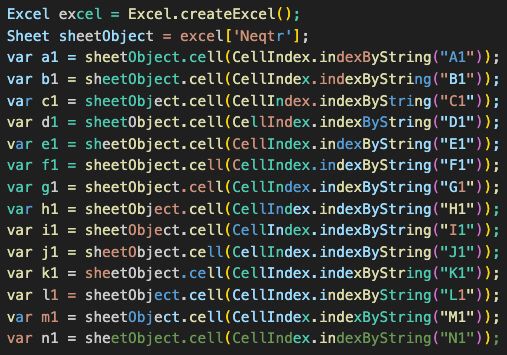 Excel excel = Excel.createExcel();
Sheet sheetObject = excel['Neqtr'];
var a1 = sheetObject.cell(CellIndex.indexByString("A1"));
var b1 = sheetObject.cell(CellIndex.indexByString("B1"));
var c1 = sheetObject.cell(CellIndex.indexByString("C1"));
var d1 = sheetObject.cell(CellIndex.indexByString("D1"));
var e1 = sheetObject.cell(CellIndex.indexByString("E1"));
var f1 = sheetObject.cell(CellIndex.indexByString("F1"));
var g1 = sheetObject.cell(CellIndex.indexByString("G1"));
var h1 = sheetObject.cell(CellIndex.indexByString("H1"));
var i1 = sheetObject.cell(CellIndex.indexByString("I1"));
var j1 = sheetObject.cell(CellIndex.indexByString("J1"));
var k1 = sheetObject.cell(CellIndex.indexByString("K1"));
var l1 = sheetObject.cell(CellIndex.indexByString("L1"));
var m1 = sheetObject.cell(CellIndex.indexByString("M1"));
var n1 = sheetObject.cell(CellIndex.indexByString("N1"));